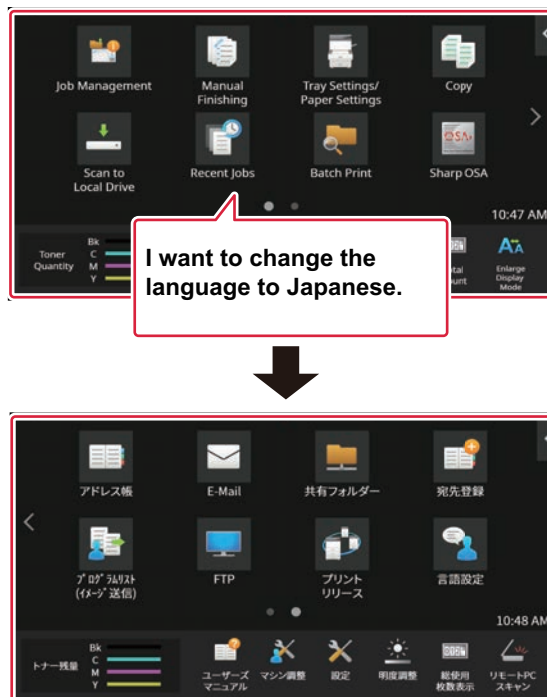 Job Management
Manual
Finishing
Tray Settings/
Paper Settings
Copy
OSA
Scan to
Local Drive
Recent Jobs
Batch Print
Sharp OSA
10:47 AM
Toner
Quantity
Bk
C
M
Y
I want to change the
language to Japanese.
Enlarge
Display
Mode
アドレス帳
E-Mail
共有フォルダー
宛先登録
プログラムリスト
(イメージ送信)
FTP
プリント
リリース
言語設定
10:48 AM
トナー残量
Bk
C
M
Y
ユーザーズ
マニュアル
マシン調整
設定
明度調整
総使用
枚数表示
リモートPC
スキャン